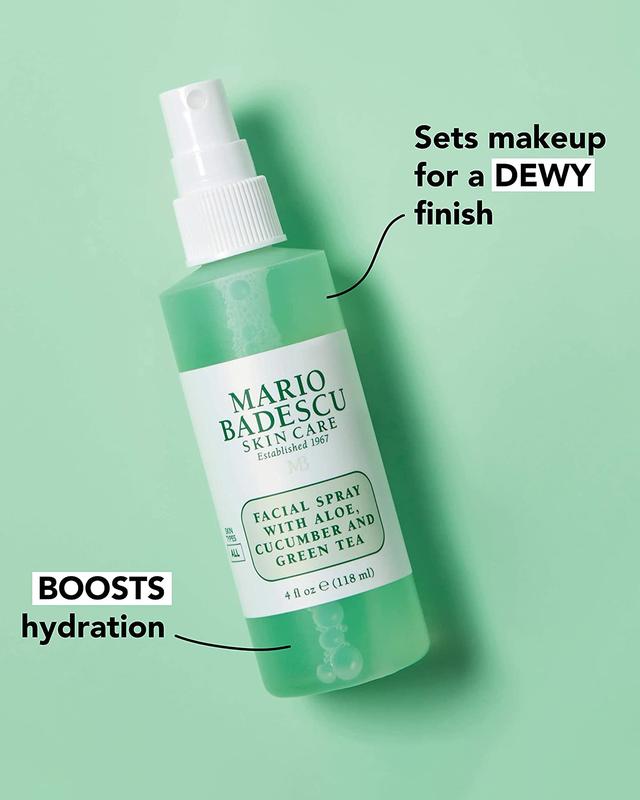 Sets makeup
for a DEWY
finish
MARIO
BADESCU
SKIN CARE
Established 1967
MB
FACIAL SPRAY
WITH ALOE,
CUCUMBER AND
GREEN TEA
SKIN
TYPES
ALL
4 fl oz ℮ (118 ml)
BOOSTS
hydration